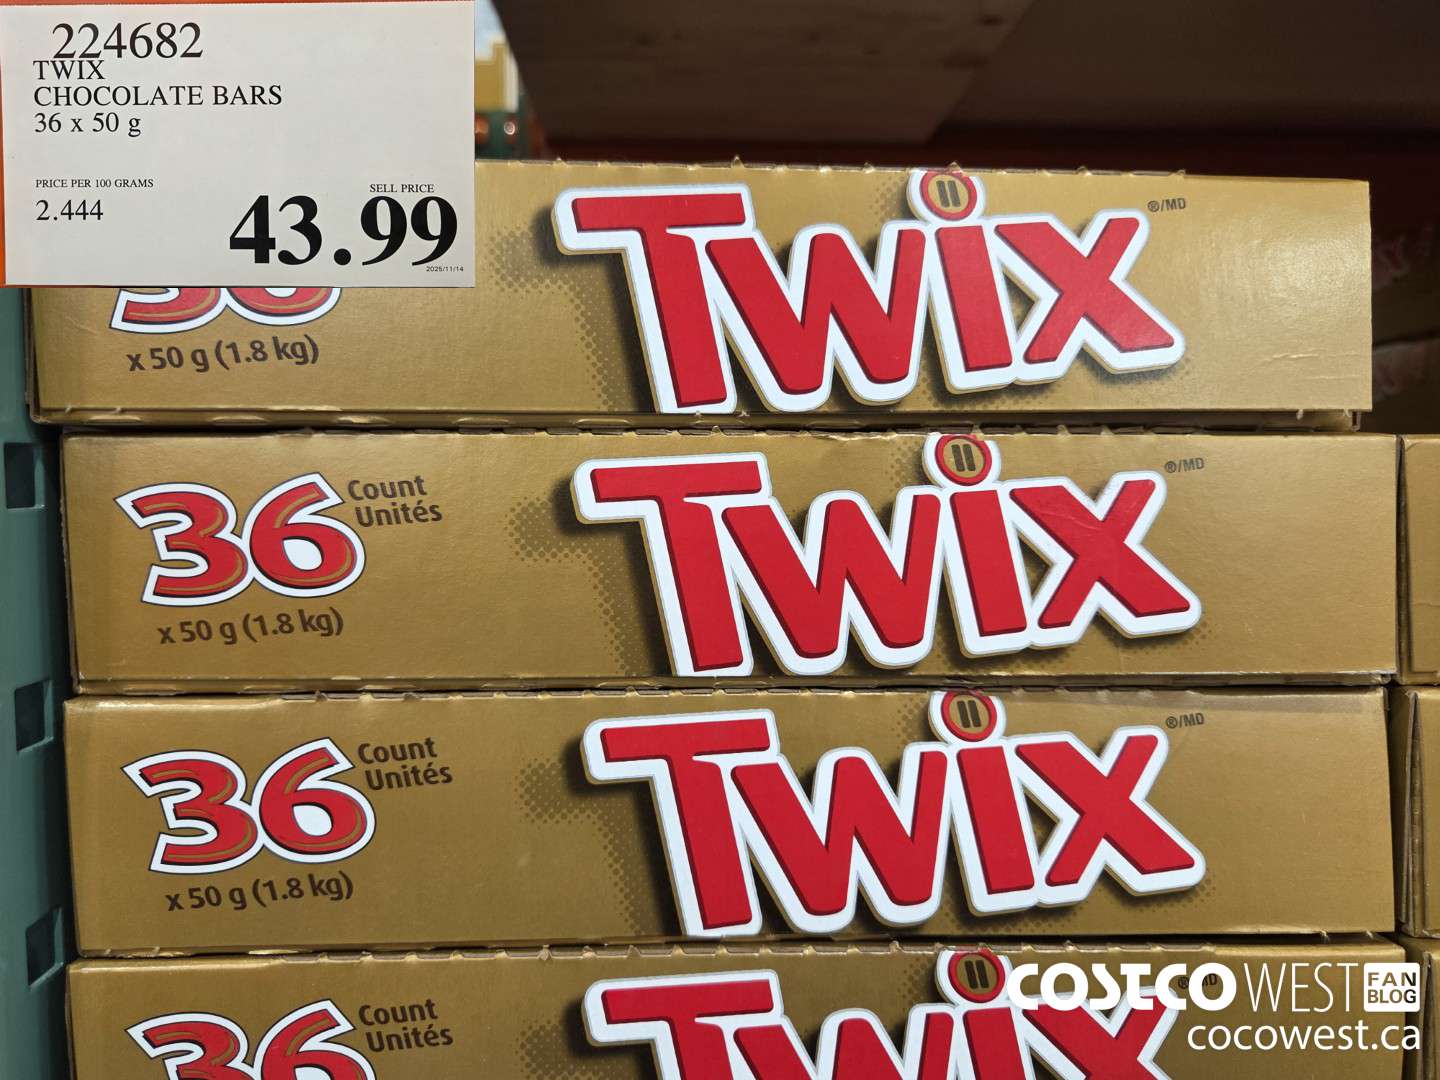 224682
TWIX
CHOCOLATE BARS
36 x 50 g
PRICE PER 100 GRAMS
2.444
SELL PRICE
43.99
2025/11/14
36
x 50 g (1.8 kg)
TWIX
®/MD
36
Count
Unités
x 50 g (1.8 kg)
TWIX
®/MD
36
Count
Unités
x 50 g (1.8 kg)
TWIX
®/MD
36
Count
Unités
TWIX
COSTCO WEST
FAN
BLOG
cocowest.ca